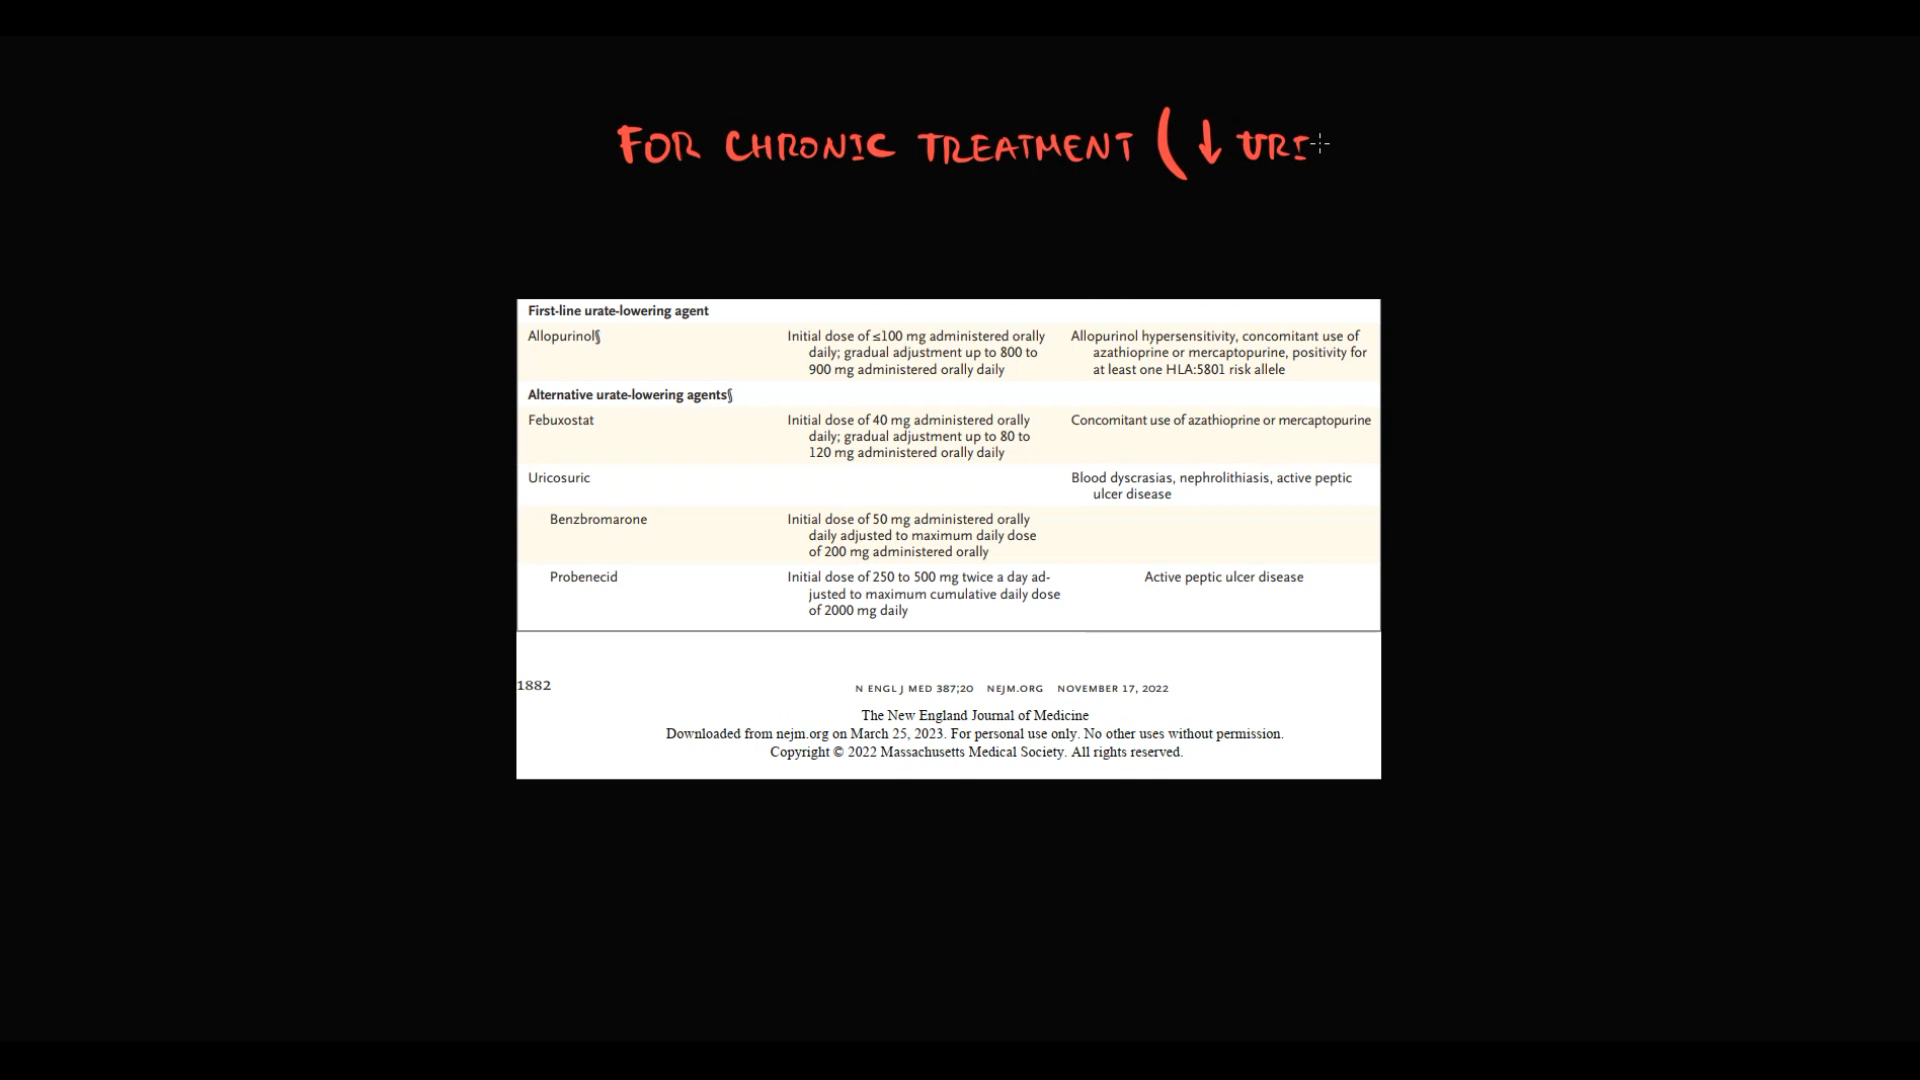 FOR CHRONIC TREATMENT (↓ URI
First-line urate-lowering agent
Allopurinol§ Initial dose of ≤100 mg administered orally Allopurinol hypersensitivity, concomitant use of
daily; gradual adjustment up to 800 to azathioprine or mercaptopurine, positivity for
900 mg administered orally daily at least one HLA:5801 risk allele
Alternative urate-lowering agents§
Febuxostat Initial dose of 40 mg administered orally Concomitant use of azathioprine or mercaptopurine
daily; gradual adjustment up to 80 to
120 mg administered orally daily
Uricosuric Blood dyscrasias, nephrolithiasis, active peptic
ulcer disease
Benzbromarone Initial dose of 50 mg administered orally
daily adjusted to maximum daily dose
of 200 mg administered orally
Probenecid Initial dose of 250 to 500 mg twice a day ad- Active peptic ulcer disease
justed to maximum cumulative daily dose
of 2000 mg daily
1882 N ENGL J MED 387;20 NEJM.ORG NOVEMBER 17, 2022
The New England Journal of Medicine
Downloaded from nejm.org on March 25, 2023. For personal use only. No other uses without permission.
Copyright © 2022 Massachusetts Medical Society. All rights reserved.